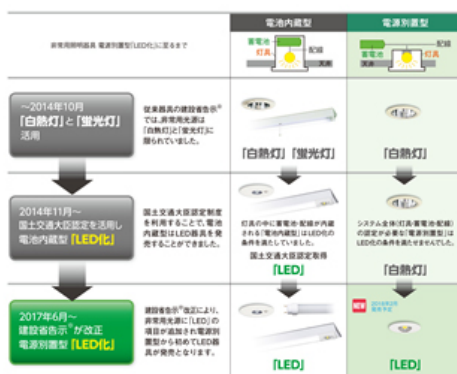 電池内蔵型
電源別置型
非常用照明器具 電源別置型「LED化」に至るまで
蓄電池
配線
灯具
天井
配線
蓄電池
灯具
天井
～2014年10月
「白熱灯」と「蛍光灯」
活用
従来器具の建設省告示※
では、非常用光源は
「白熱灯」と「蛍光灯」に
限られていました。
「白熱灯」「蛍光灯」
「白熱灯」
2014年11月～
国土交通大臣認定を活用し
電池内蔵型「LED化」
国土交通大臣認定制度
を利用することで、電池
内蔵型はLED器具を発
売することができました。
灯具の中に蓄電池・配線が内蔵
される「電池内蔵型」はLED化の
条件を満たしていました。
国土交通大臣認定取得
「LED」
システム全体(灯具・蓄電池・配線)
の認定が必要な「電源別置型」は
LED化の条件を満たせませんでした。
「白熱灯」
2017年6月～
建設省告示※が改正
電源別置型「LED化」
建設省告示※改正により、
非常用光源に「LED」の
項目が追加され電源別置
型から初めてLED器
具が発売となります。
「LED」
NEW
「LED」